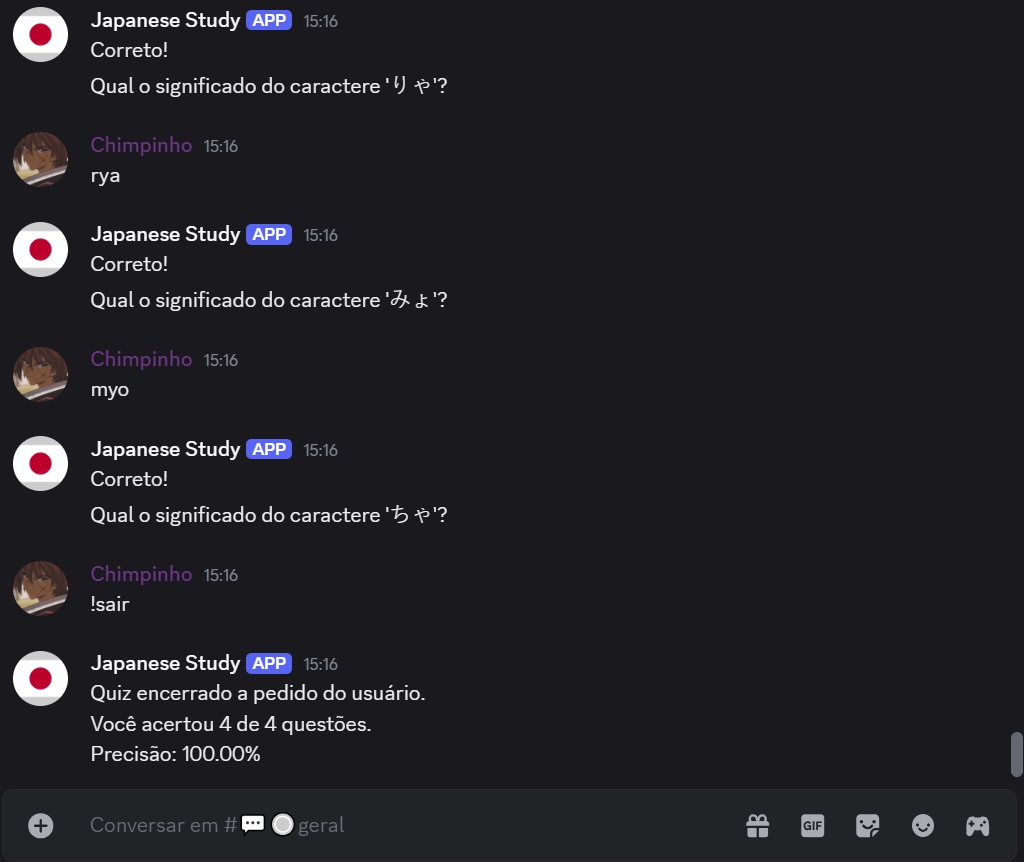 Japanese Study APP 15:16
Correto!
Qual o significado do caractere 'りゃ'?
Chimpinho 15:16
rya
Japanese Study APP 15:16
Correto!
Qual o significado do caractere 'みょ'?
Chimpinho 15:16
myo
Japanese Study APP 15:16
Correto!
Qual o significado do caractere 'ちゃ'?
Chimpinho 15:16
!sair
Japanese Study APP 15:16
Quiz encerrado a pedido do usuário.
Você acertou 4 de 4 questões.
Precisão: 100.00%
Conversar em #💬⚪geral
GIF